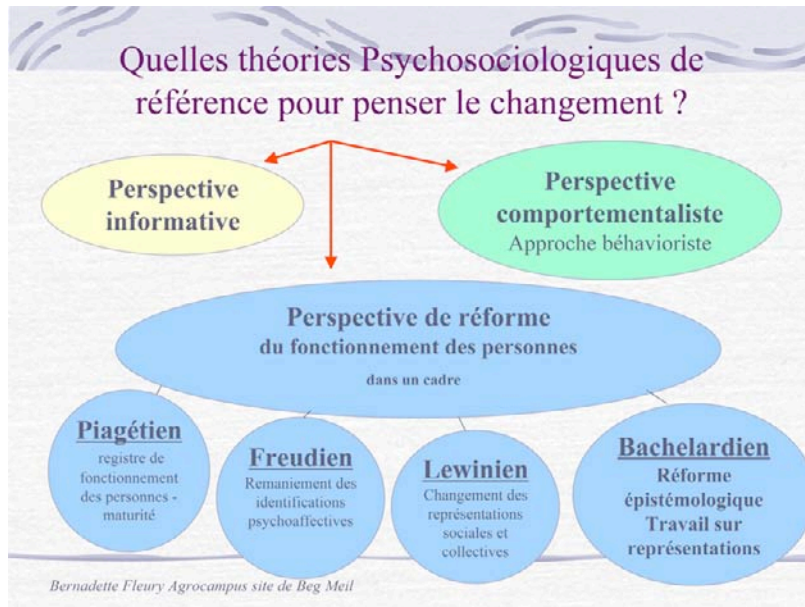 Quelles théories Psychosociologiques de
référence pour penser le changement ?
Perspective
informative
Perspective
comportementaliste
Approche béhavioriste
Perspective de réforme
du fonctionnement des personnes
dans un cadre
Piagétien
registre de
fonctionnement
des personnes -
maturité
Freudien
Remaniement des
identifications
psychoaffectives
Lewinien
Changement des
représentations
sociales et
collectives
Bachelardien
Réforme
épistémologique
Travail sur
représentations
Bernadette Fleury Agrocampus site de Beg Meil